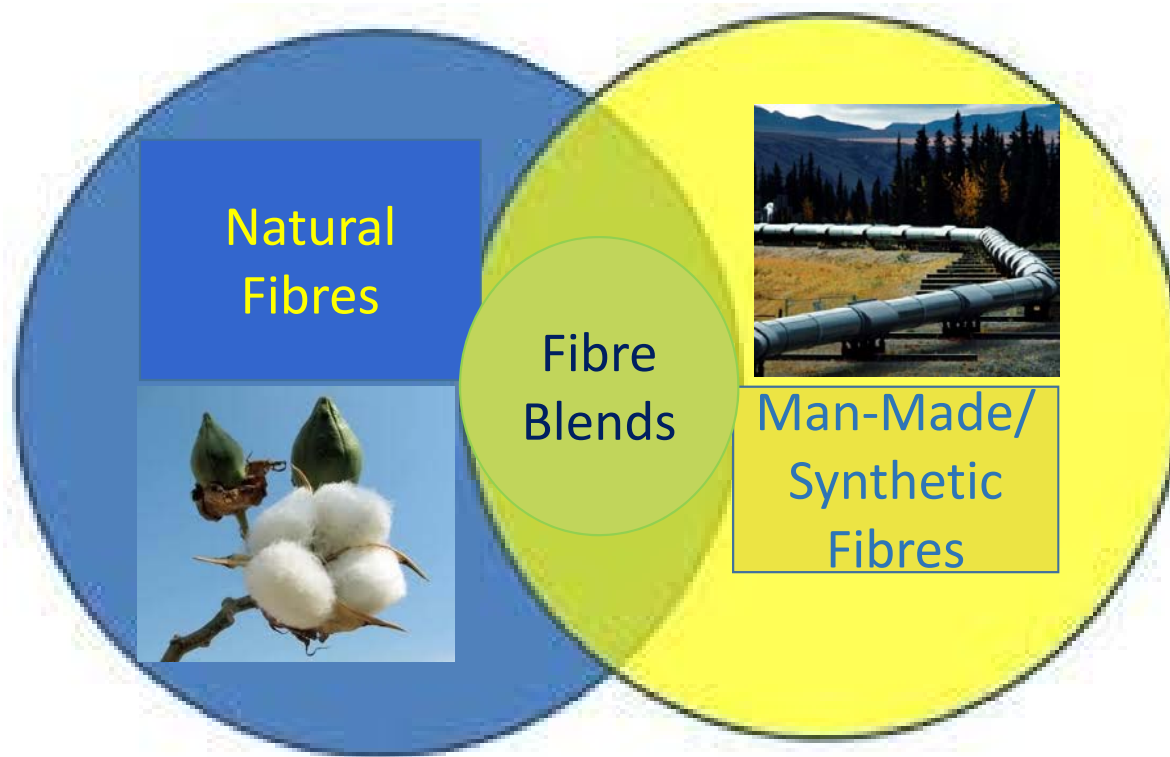 Natural
Fibres
Fibre
Blends
Man-Made/
Synthetic
Fibres